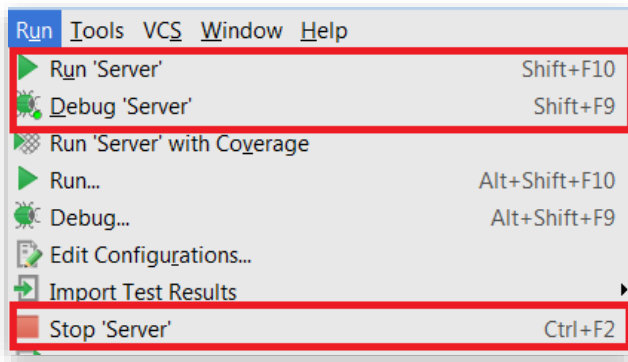 Run Tools VCS Window Help
Run 'Server' Shift+F10
Debug 'Server' Shift+F9
Run 'Server' with Coverage
Run... Alt+Shift+F10
Debug... Alt+Shift+F9
Edit Configurations...
Import Test Results
Stop 'Server' Ctrl+F2